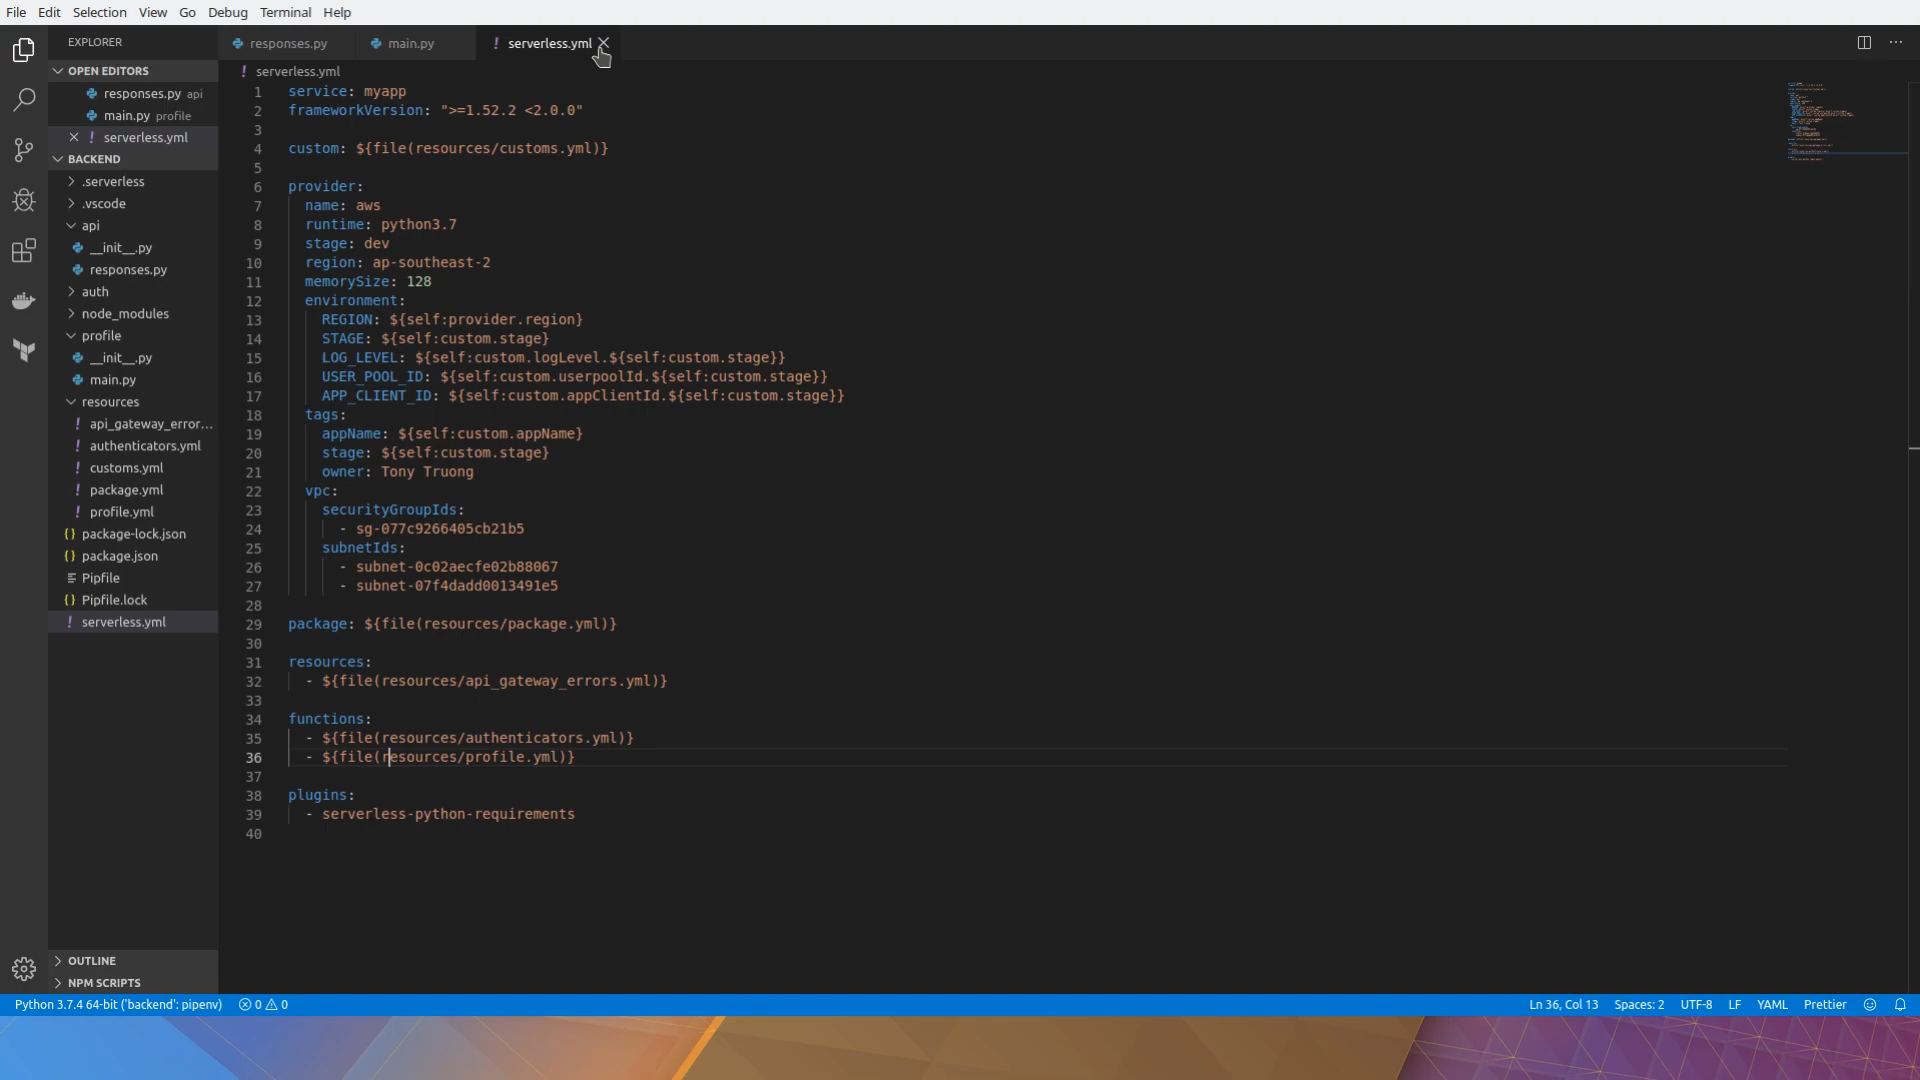 File Edit Selection View Go Debug Terminal Help
EXPLORER
OPEN EDITORS
responses.py api
main.py profile
serverless.yml
BACKEND
.serverless
.vscode
api
__init__.py
responses.py
auth
node_modules
profile
__init__.py
main.py
resources
api_gateway_error...
authenticators.yml
customs.yml
package.yml
profile.yml
package-lock.json
package.json
Pipfile
Pipfile.lock
serverless.yml
OUTLINE
NPM SCRIPTS
responses.py main.py serverless.yml
serverless.yml
1 service: myapp
2 frameworkVersion: ">=1.52.2 <2.0.0"
3
4 custom: ${file(resources/customs.yml)}
5
6 provider:
7 name: aws
8 runtime: python3.7
9 stage: dev
10 region: ap-southeast-2
11 memorySize: 128
12 environment:
13 REGION: ${self:provider.region}
14 STAGE: ${self:custom.stage}
15 LOG_LEVEL: ${self:custom.logLevel.${self:custom.stage}}
16 USER_POOL_ID: ${self:custom.userpoolId.${self:custom.stage}}
17 APP_CLIENT_ID: ${self:custom.appClientId.${self:custom.stage}}
18 tags:
19 appName: ${self:custom.appName}
20 stage: ${self:custom.stage}
21 owner: Tony Truong
22 vpc:
23 securityGroupIds:
24 - sg-077c9266405cb21b5
25 subnetIds:
26 - subnet-0c02aecfe02b88067
27 - subnet-07f4dadd0013491e5
28
29 package: ${file(resources/package.yml)}
30
31 resources:
32 - ${file(resources/api_gateway_errors.yml)}
33
34 functions:
35 - ${file(resources/authenticators.yml)}
36 - ${file(resources/profile.yml)}
37
38 plugins:
39 - serverless-python-requirements
40
Python 3.7.4 64-bit ('backend': pipenv) 0 0 Ln 36, Col 13 Spaces: 2 UTF-8 LF YAML Prettier